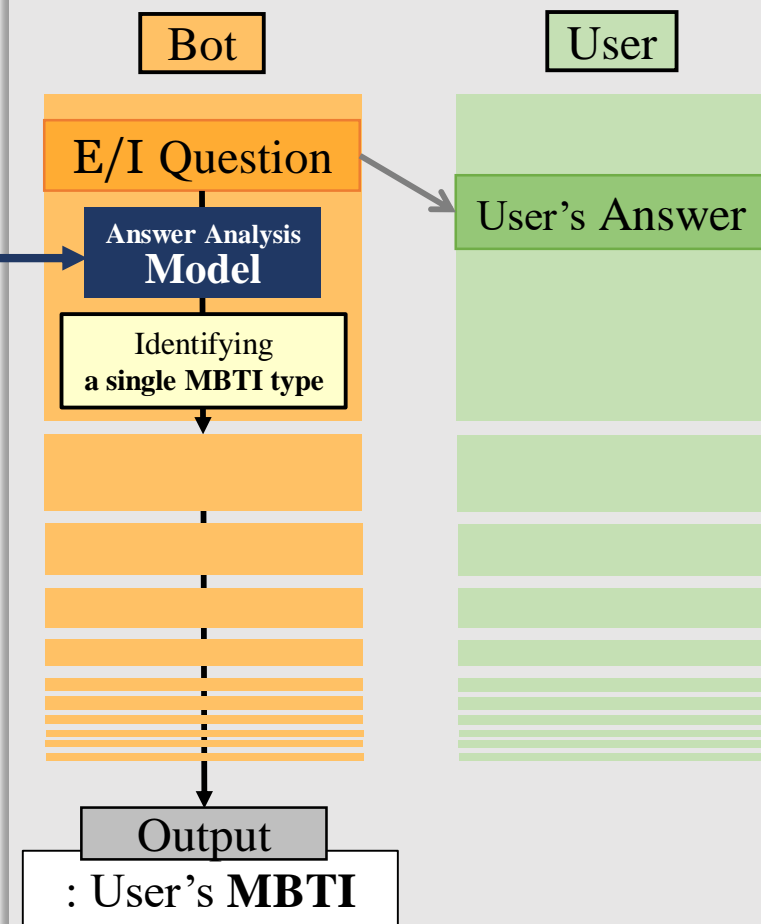 Bot
User
E/I Question
User's Answer
Answer Analysis
Model
Identifying
a single MBTI type
Output
: User's MBTI